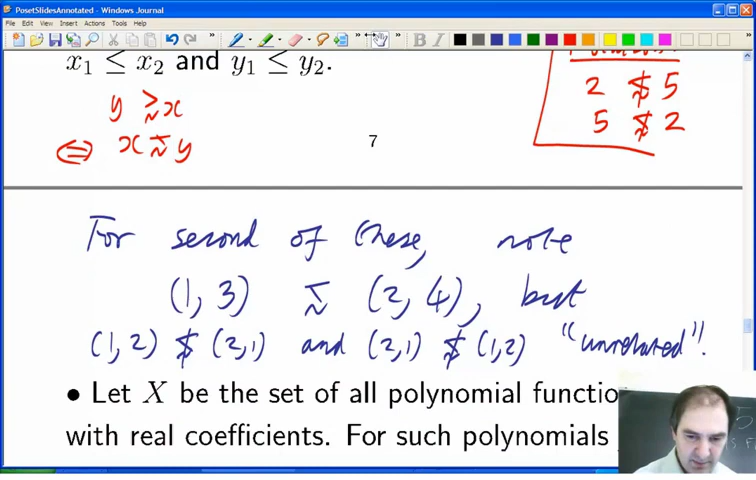 PosetSlidesAnnotated - Windows Journal
File Edit View Insert Actions Tools Help
B I
x₁ ≤ x₂ and y₁ ≤ y₂.
y ≿ x
⇔ x ≾ y
2 ⋨ 5
5 ⋨ 2
7
For second of these, note
(1, 3) ≾ (2, 4), but
(1, 2) ⋨ (2, 1) and (2, 1) ⋨ (1, 2) "unrelated".
• Let X be the set of all polynomial function
with real coefficients. For such polynomials